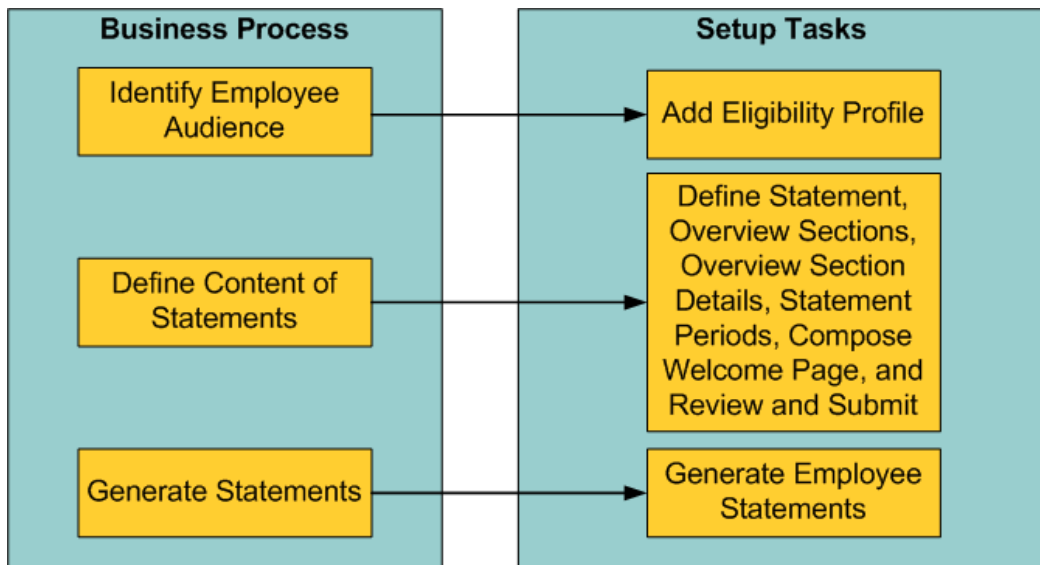 Business Process
Identify Employee
Audience
Define Content of
Statements
Generate Statements
Setup Tasks
Add Eligibility Profile
Define Statement,
Overview Sections,
Overview Section
Details, Statement
Periods, Compose
Welcome Page, and
Review and Submit
Generate Employee
Statements